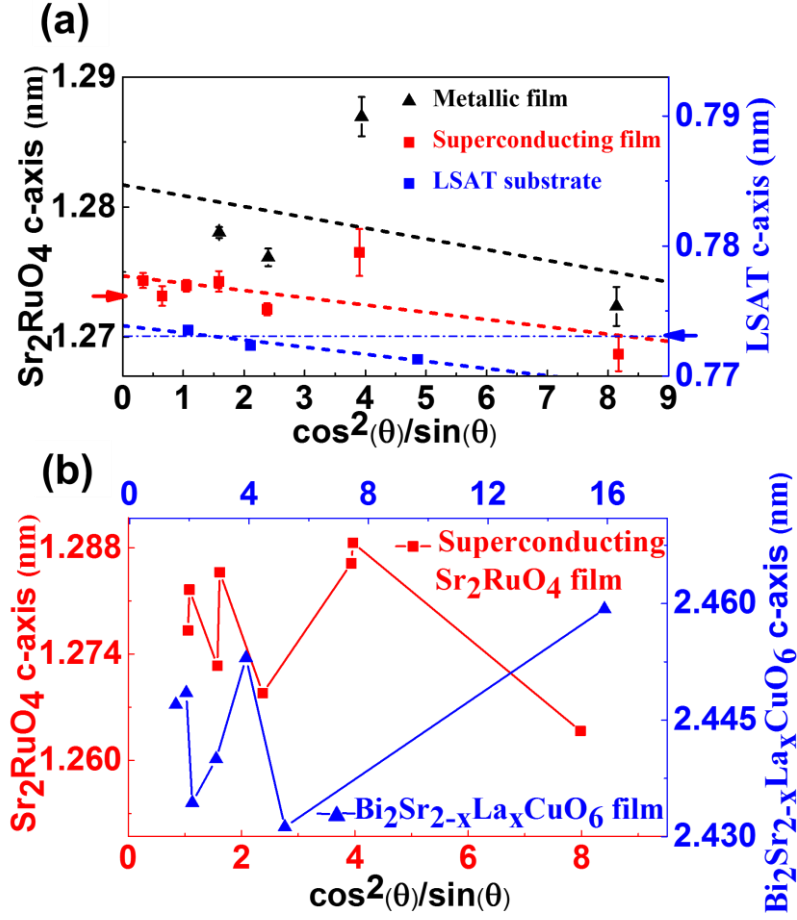 (a)
1.29
1.28
1.27
Sr2RuO4 c-axis (nm)
Metallic film
Superconducting film
LSAT substrate
0.79
0.78
0.77
LSAT c-axis (nm)
0 1 2 3 4 5 6 7 8 9
cos2(θ)/sin(θ)
(b)
0 4 8 12 16
1.288
1.274
1.260
Sr2RuO4 c-axis (nm)
Superconducting
Sr2RuO4 film
Bi2Sr2-xLaxCuO6 film
2.460
2.445
2.430
Bi2Sr2-xLaxCuO6 c-axis (nm)
0 2 4 6 8
cos2(θ)/sin(θ)